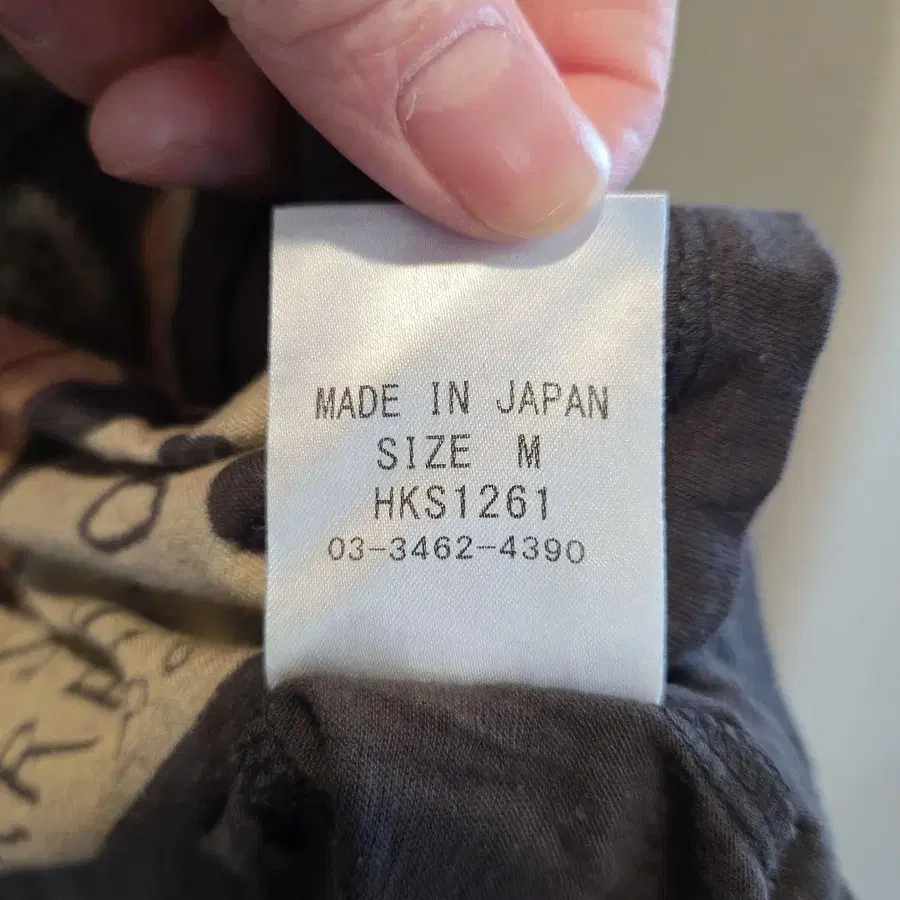 MADE IN JAPAN
SIZE M
HKS1261
03-3462-4390